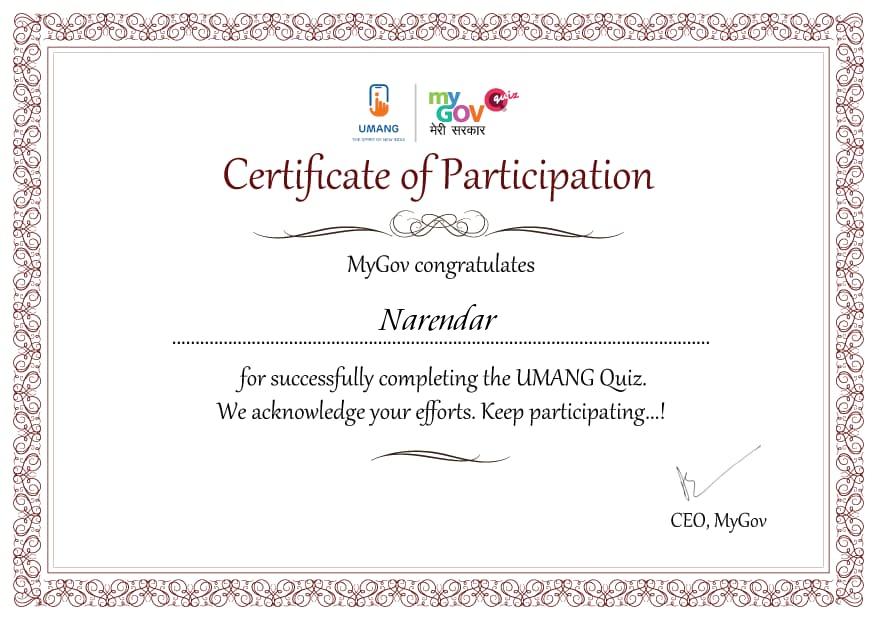 UMANG
THE SPIRIT OF NEW INDIA
my
GOV
quiz
मेरी सरकार
Certificate of Participation
MyGov congratulates
Narendar
for successfully completing the UMANG Quiz.
We acknowledge your efforts. Keep participating...!
CEO, MyGov